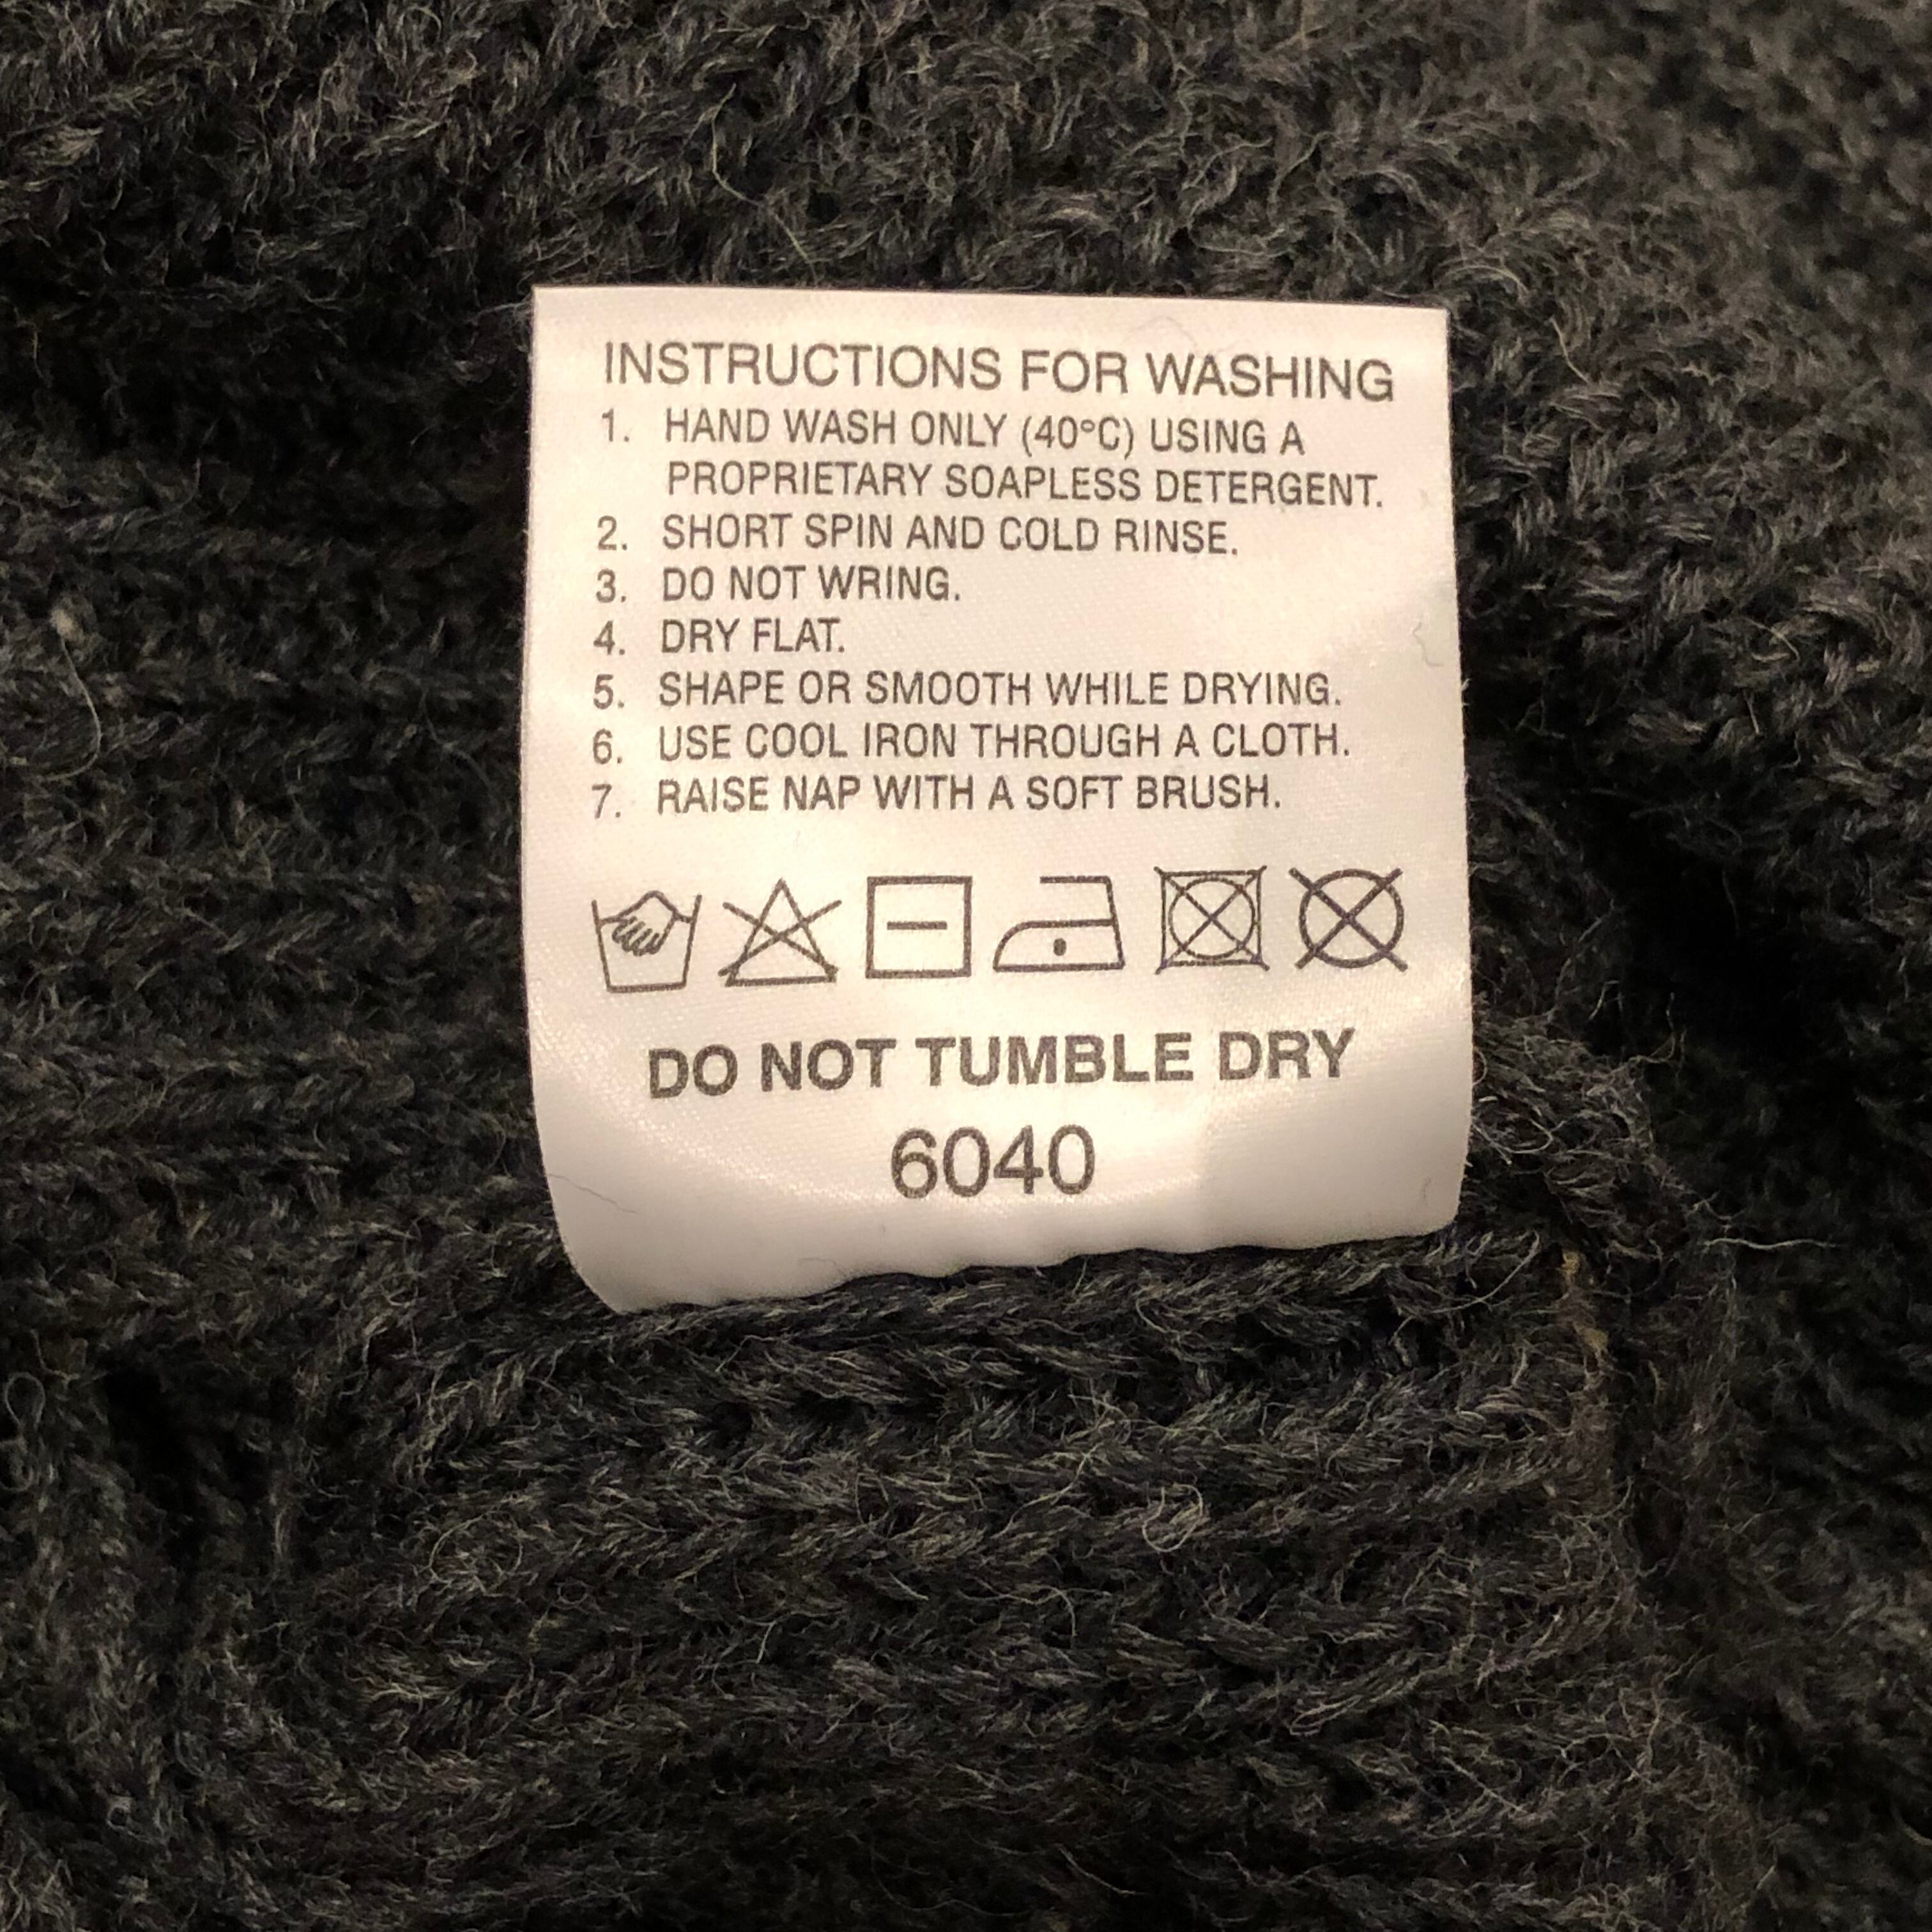 INSTRUCTIONS FOR WASHING
1. HAND WASH ONLY (40°C) USING A
PROPRIETARY SOAPLESS DETERGENT.
2. SHORT SPIN AND COLD RINSE.
3. DO NOT WRING.
4. DRY FLAT.
5. SHAPE OR SMOOTH WHILE DRYING.
6. USE COOL IRON THROUGH A CLOTH.
7. RAISE NAP WITH A SOFT BRUSH.
DO NOT TUMBLE DRY
6040